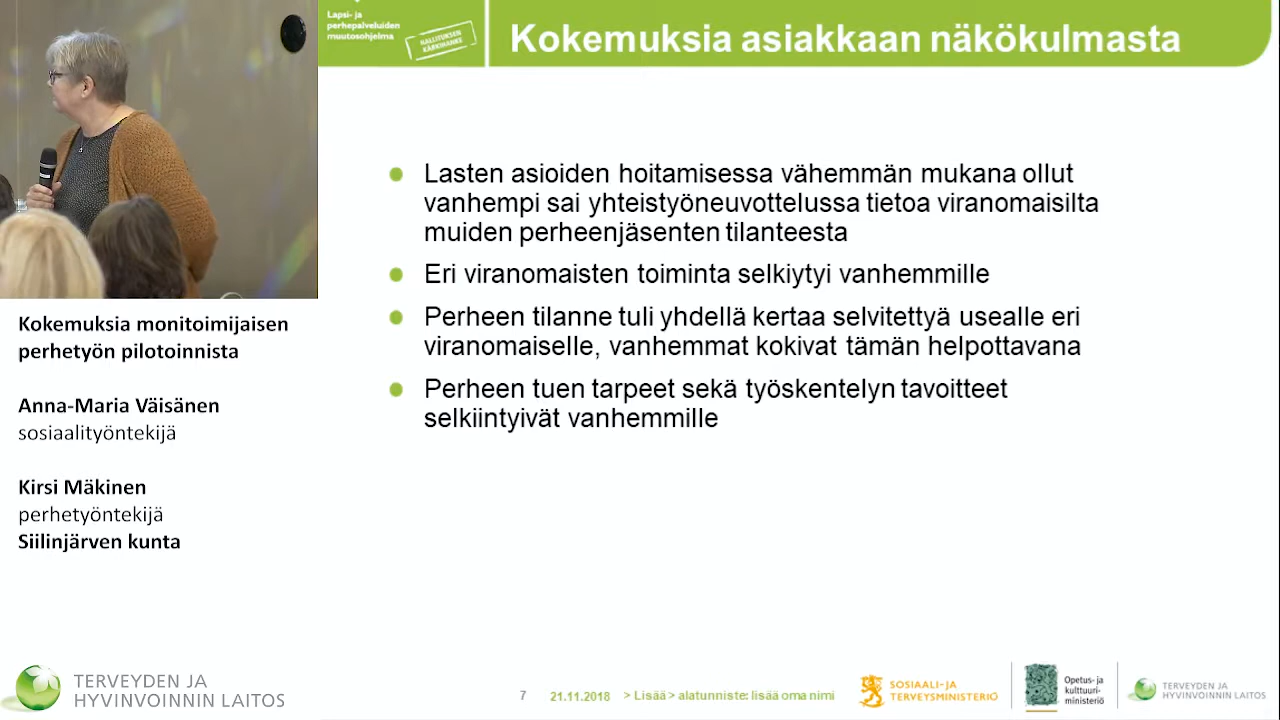 Lapsi- ja
perhepalveluiden
muutosohjelma
HALLITUKSEN
KÄRKIHANKE
Kokemuksia asiakkaan näkökulmasta
Lasten asioiden hoitamisessa vähemmän mukana ollut
vanhempi sai yhteistyöneuvottelussa tietoa viranomaisilta
muiden perheenjäsenten tilanteesta
Eri viranomaisten toiminta selkiytyi vanhemmille
Perheen tilanne tuli yhdellä kertaa selvitettyä usealle eri
viranomaiselle, vanhemmat kokivat tämän helpottavana
Perheen tuen tarpeet sekä työskentelyn tavoitteet
selkiintyivät vanhemmille
Kokemuksia monitoimijaisen
perhetyön pilotoinnista
Anna-Maria Väisänen
sosiaalityöntekijä
Kirsi Mäkinen
perhetyöntekijä
Siilinjärven kunta
TERVEYDEN JA
HYVINVOINNIN LAITOS
7 21.11.2018 > Lisää > alatunniste: lisää oma nimi
SOSIAALI- JA
TERVEYSMINISTERIÖ
Opetus- ja
kulttuuri-
ministeriö
TERVEYDEN JA
HYVINVOINNIN LAITOS